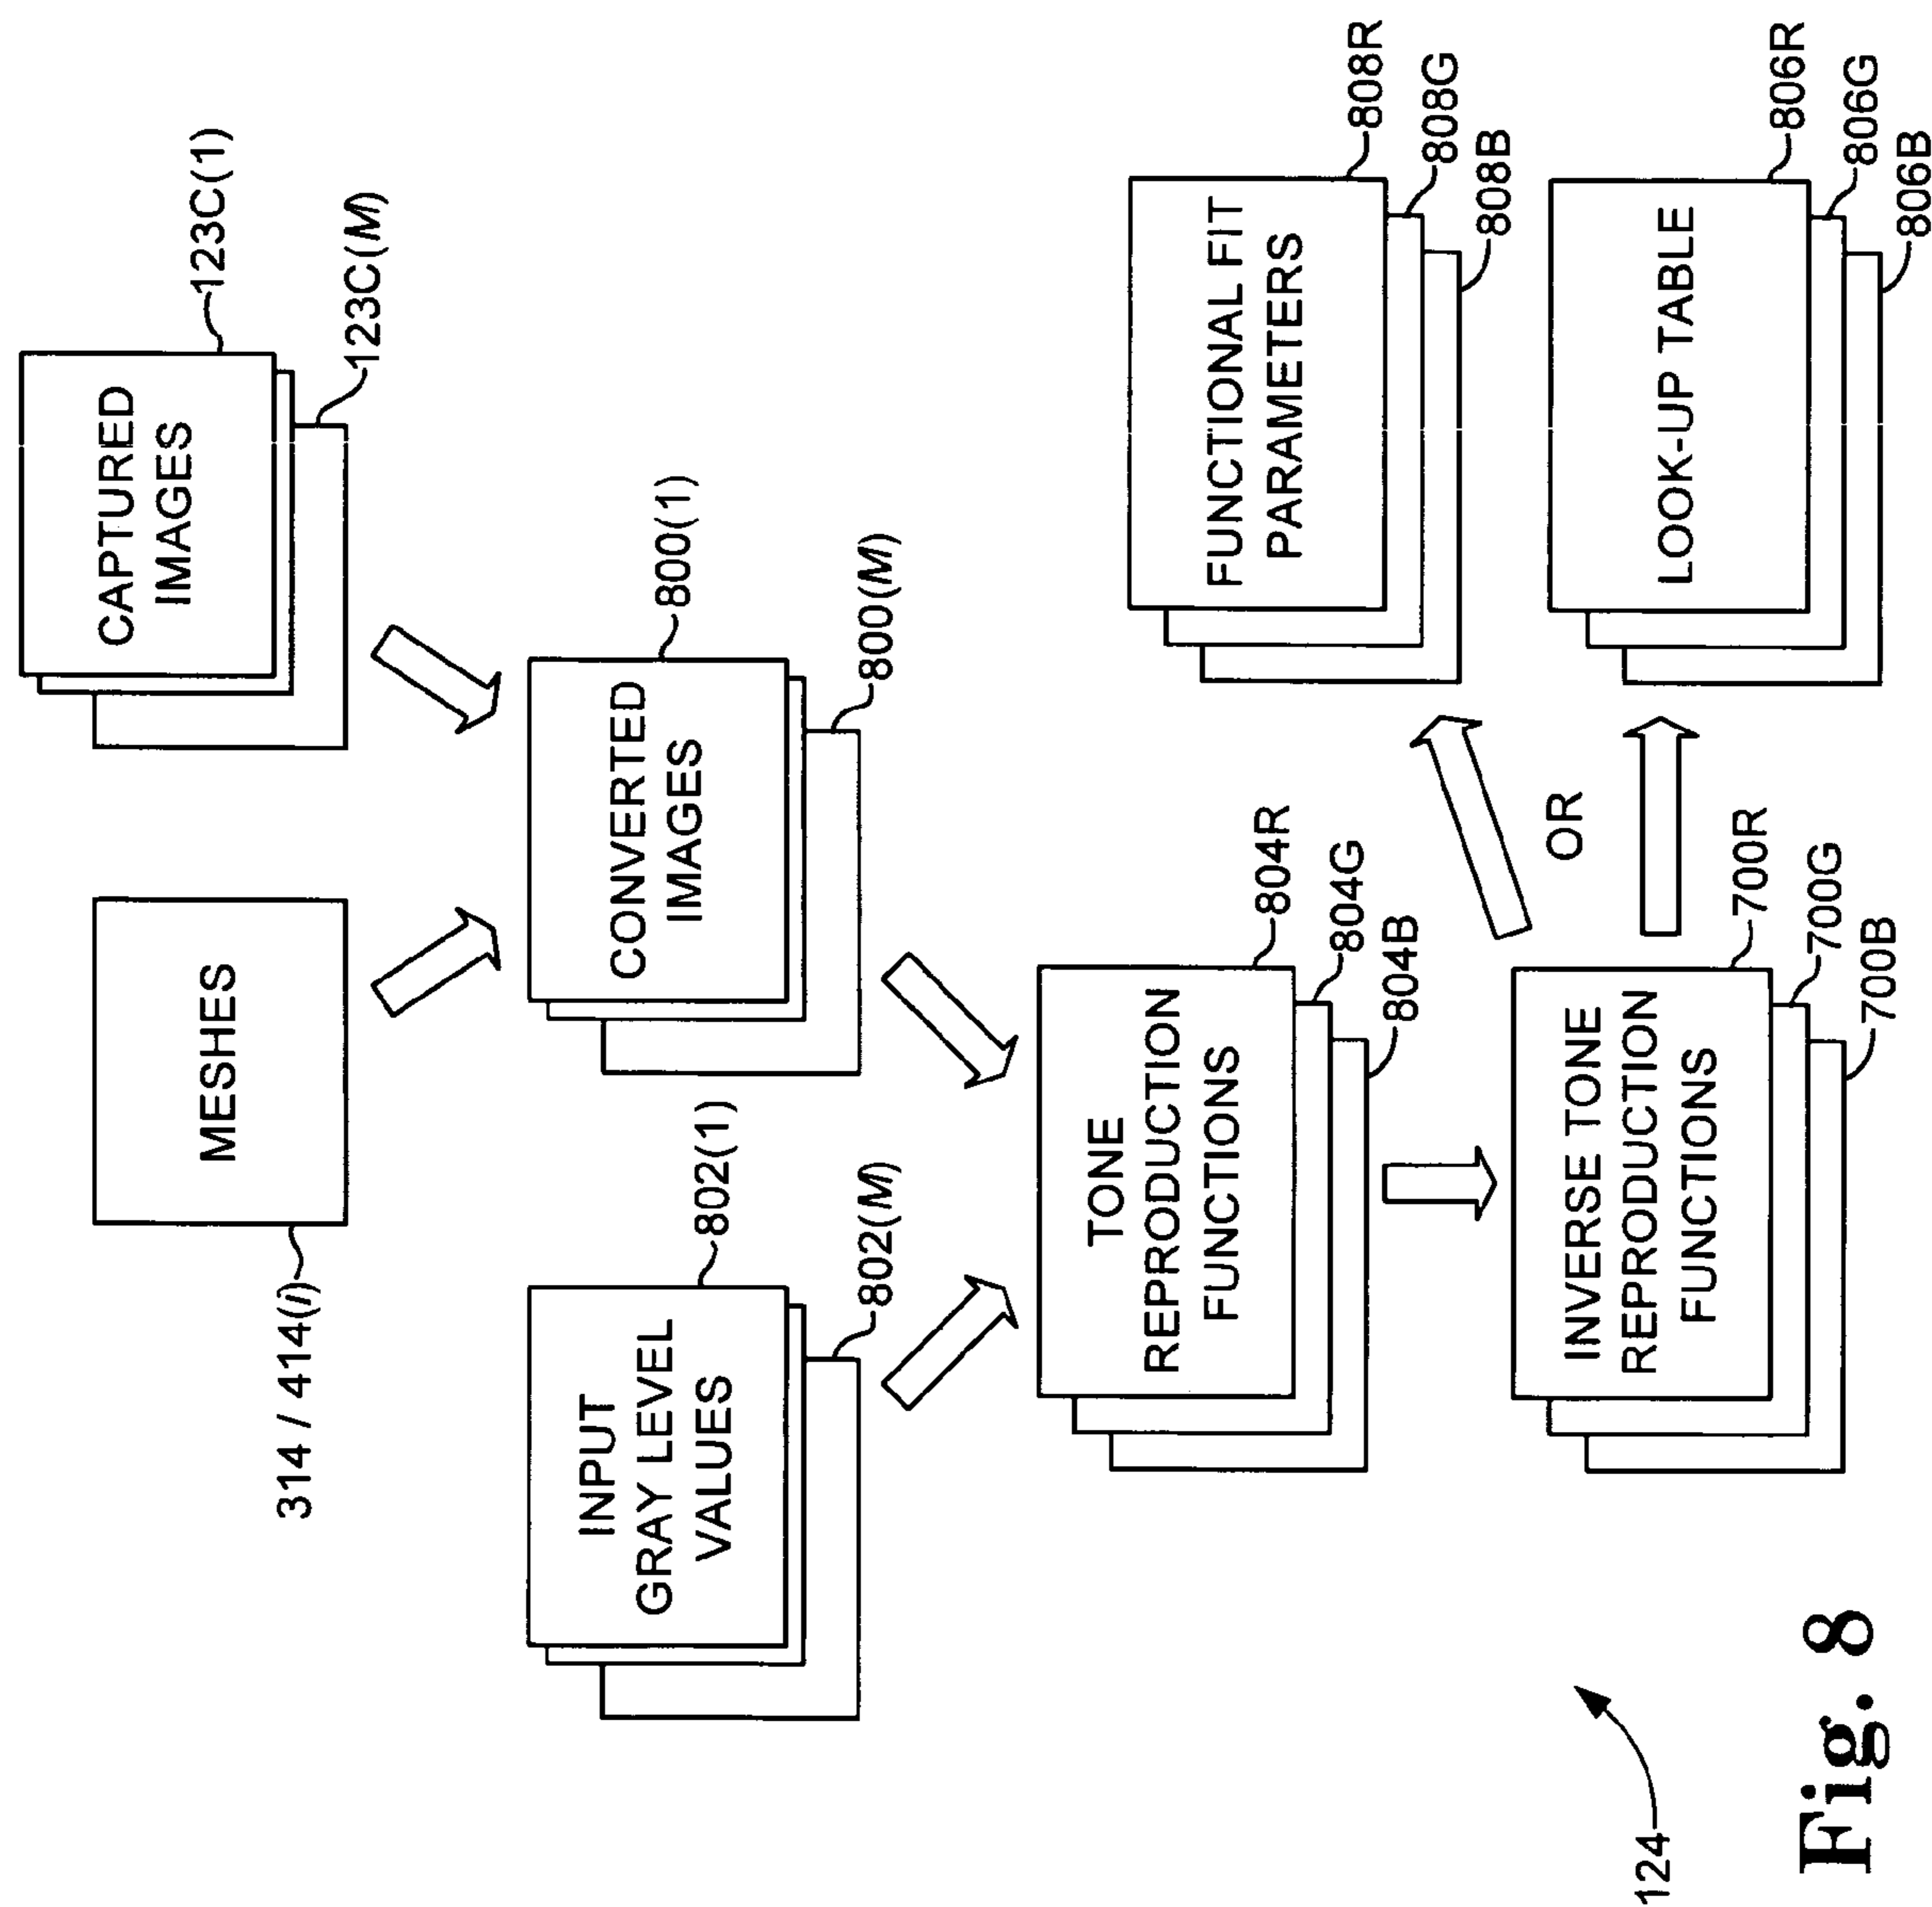 MESHES
314 / 414(i)
CAPTURED
IMAGES
123C(1)
123C(M)
INPUT
GRAY LEVEL
VALUES
802(1)
802(M)
CONVERTED
IMAGES
800(1)
800(M)
TONE
REPRODUCTION
FUNCTIONS
804R
804G
804B
FUNCTIONAL FIT
PARAMETERS
808R
808G
808B
INVERSE TONE
REPRODUCTION
FUNCTIONS
700R
700G
700B
OR
LOOK-UP TABLE
806R
806G
806B
124
Fig. 8